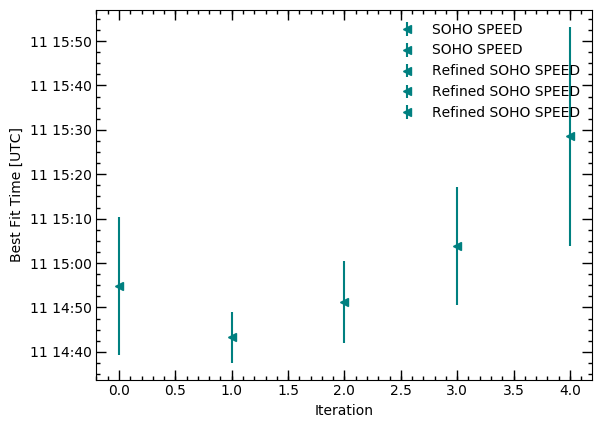 SOHO SPEED
SOHO SPEED
Refined SOHO SPEED
Refined SOHO SPEED
Refined SOHO SPEED
11 15:50
11 15:40
11 15:30
11 15:20
11 15:10
11 15:00
11 14:50
11 14:40
Best Fit Time [UTC]
0.0 0.5 1.0 1.5 2.0 2.5 3.0 3.5 4.0
Iteration